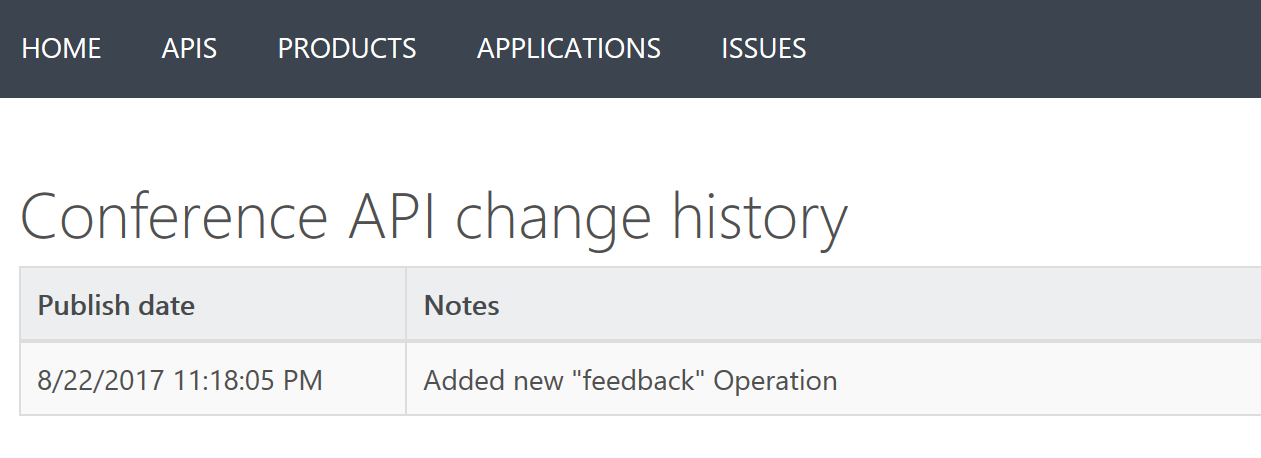 HOME APIS PRODUCTS APPLICATIONS ISSUES
Conference API change history
Publish date Notes
8/22/2017 11:18:05 PM Added new "feedback" Operation